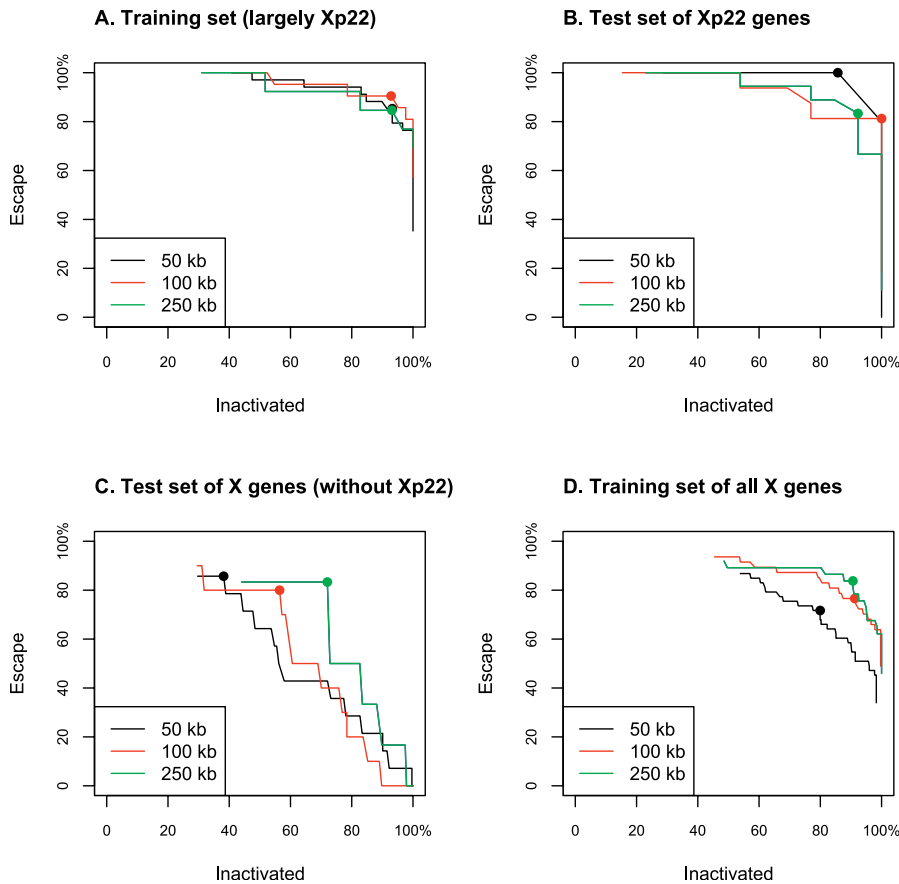 A. Training set (largely Xp22)
Escape
100%
80
60
40
20
0
50 kb
100 kb
250 kb
0 20 40 60 80 100%
Inactivated
B. Test set of Xp22 genes
Escape
100%
80
60
40
20
0
50 kb
100 kb
250 kb
0 20 40 60 80 100%
Inactivated
C. Test set of X genes (without Xp22)
Escape
100%
80
60
40
20
0
50 kb
100 kb
250 kb
0 20 40 60 80 100%
Inactivated
D. Training set of all X genes
Escape
100%
80
60
40
20
0
50 kb
100 kb
250 kb
0 20 40 60 80 100%
Inactivated